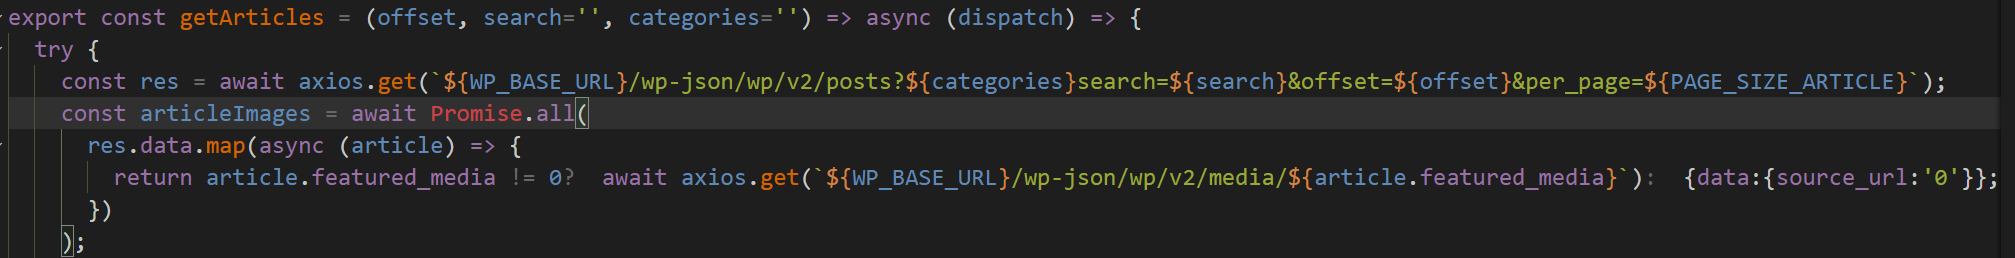 export const getArticles = (offset, search='', categories='') => async (dispatch) => {
try {
const res = await axios.get(`${WP_BASE_URL}/wp-json/wp/v2/posts?${categories}search=${search}&offset=${offset}&per_page=${PAGE_SIZE_ARTICLE}`);
const articleImages = await Promise.all(
res.data.map(async (article) => {
return article.featured_media != 0?  await axios.get(`${WP_BASE_URL}/wp-json/wp/v2/media/${article.featured_media}`):  {data:{source_url:'0'}};
})
);